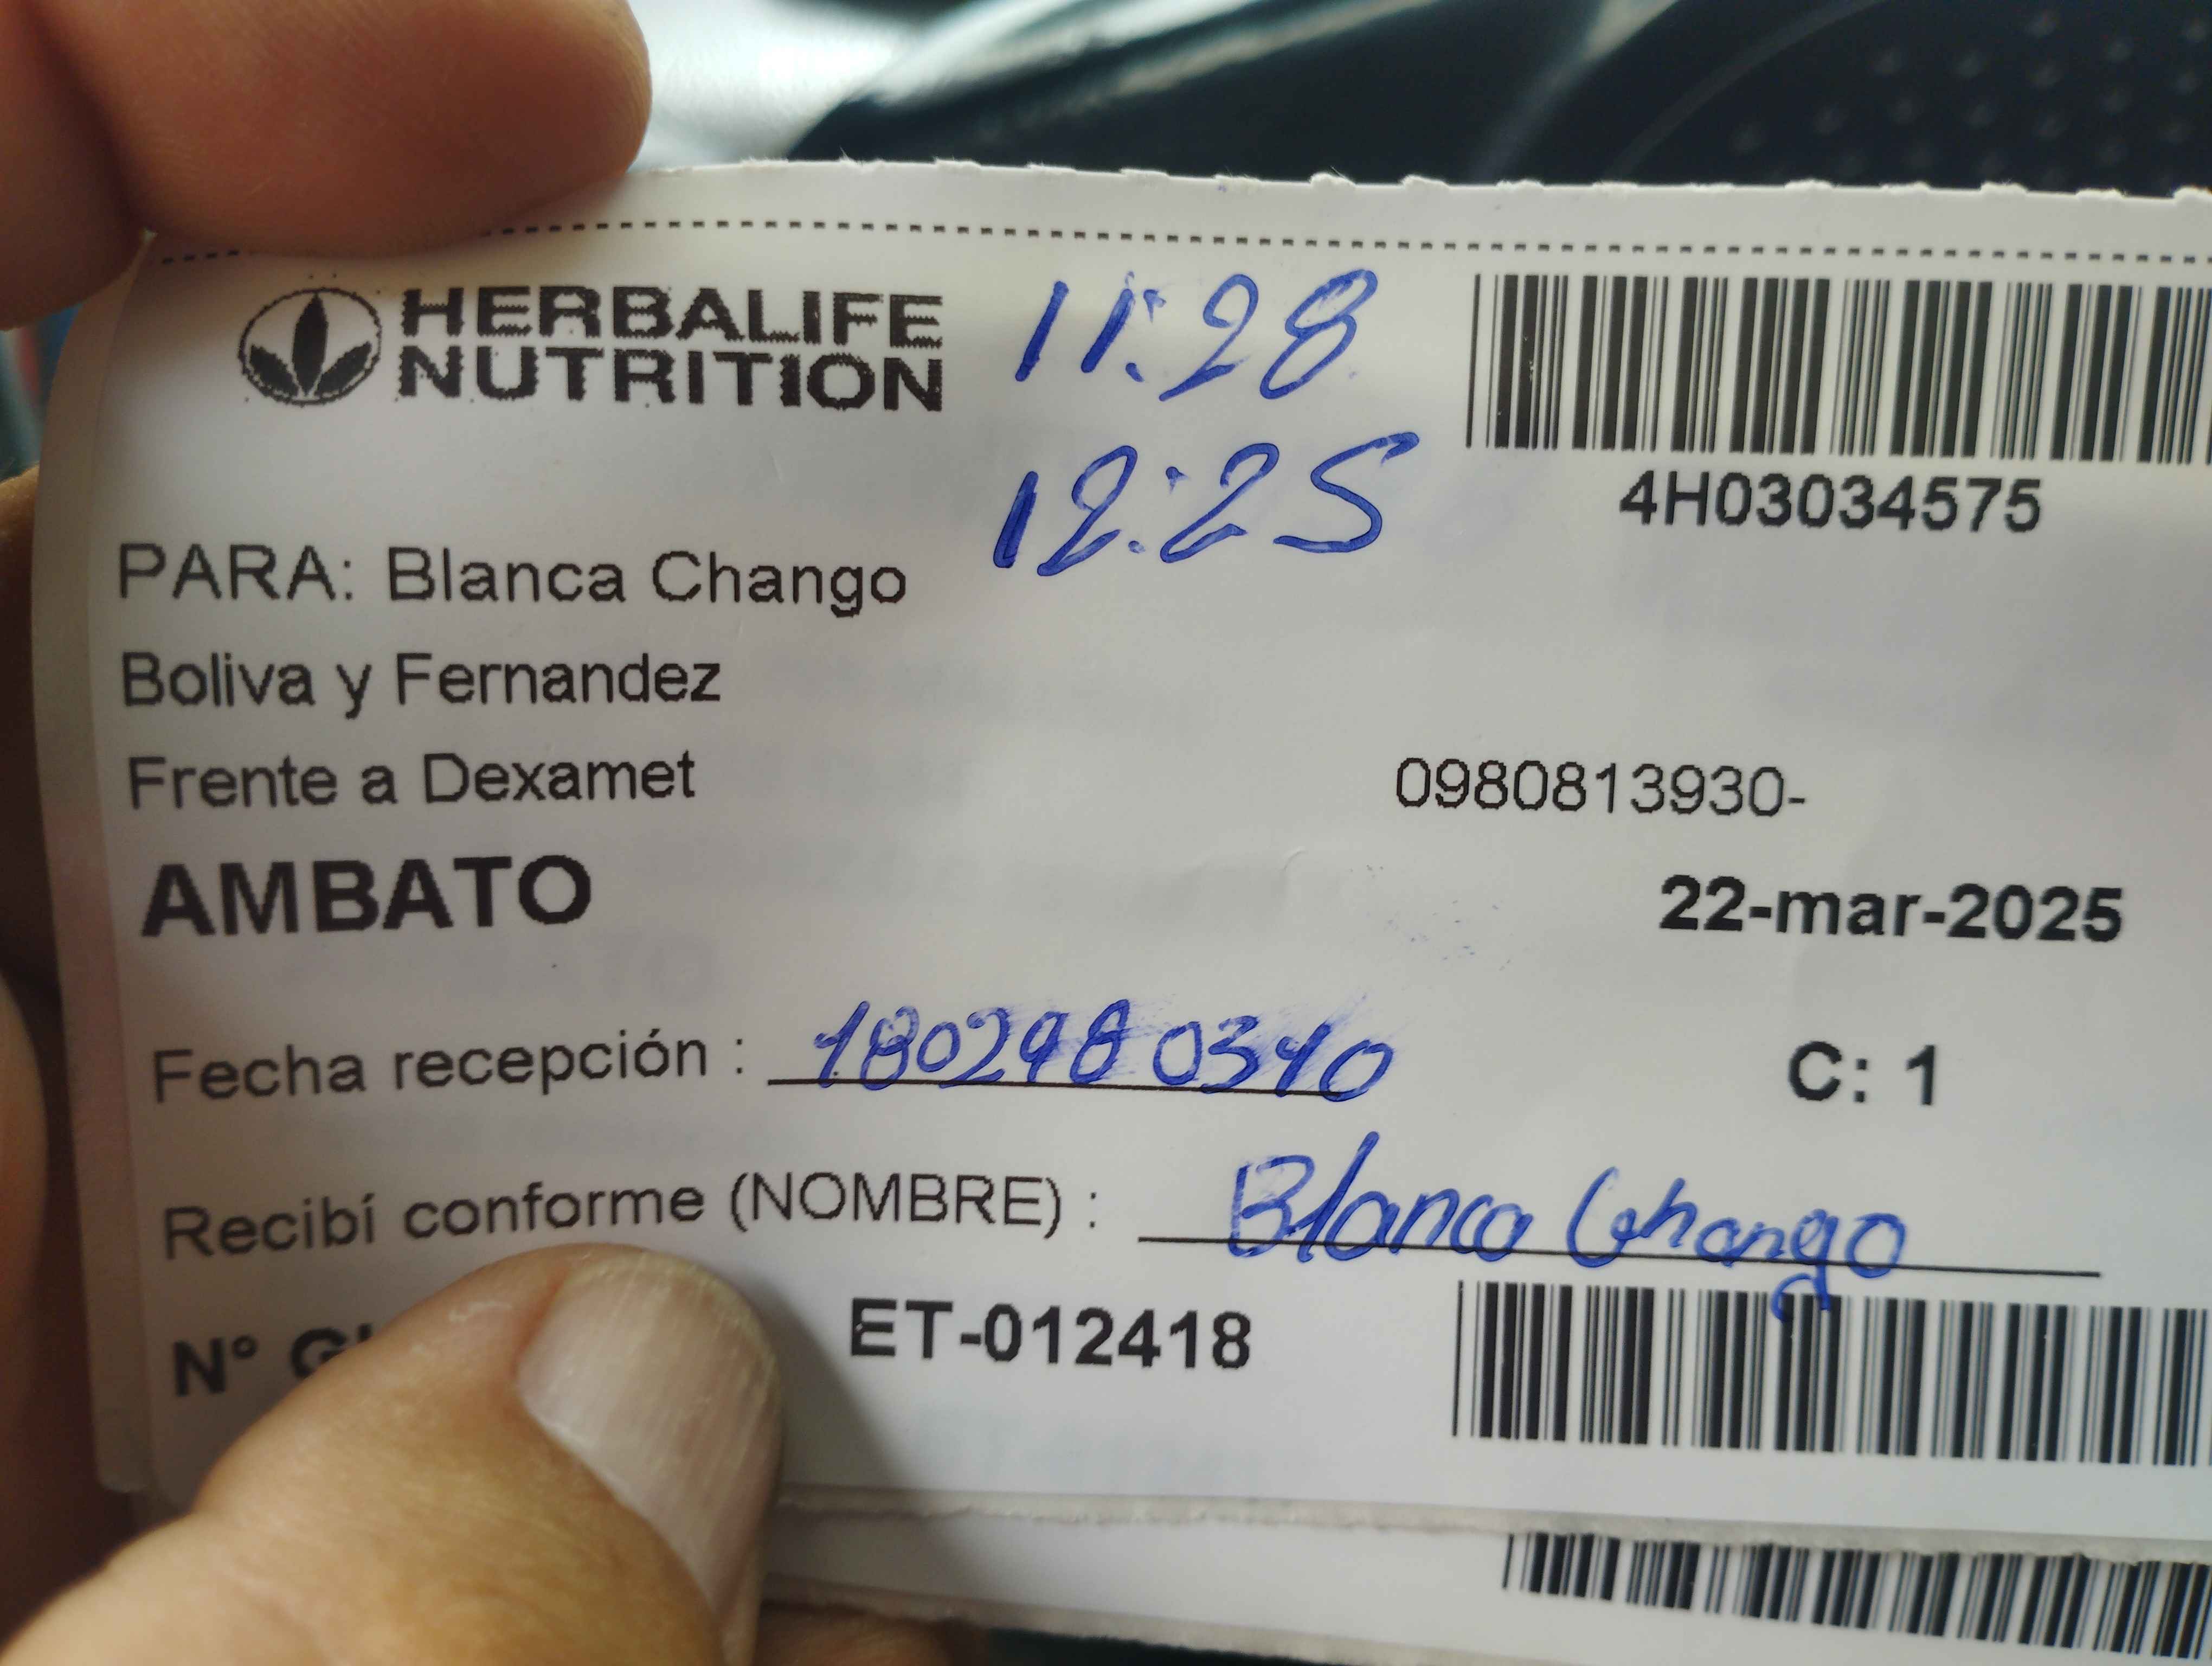 HERBALIFE
NUTRITION
11:28
12:25
4H03034575
PARA: Blanca Chango
Boliva y Fernandez
Frente a Dexamet
0980813930-
AMBATO
22-mar-2025
Fecha recepción : 1802980340
C: 1
Recibí conforme (NOMBRE) : Blanca Chango
N° ET-012418